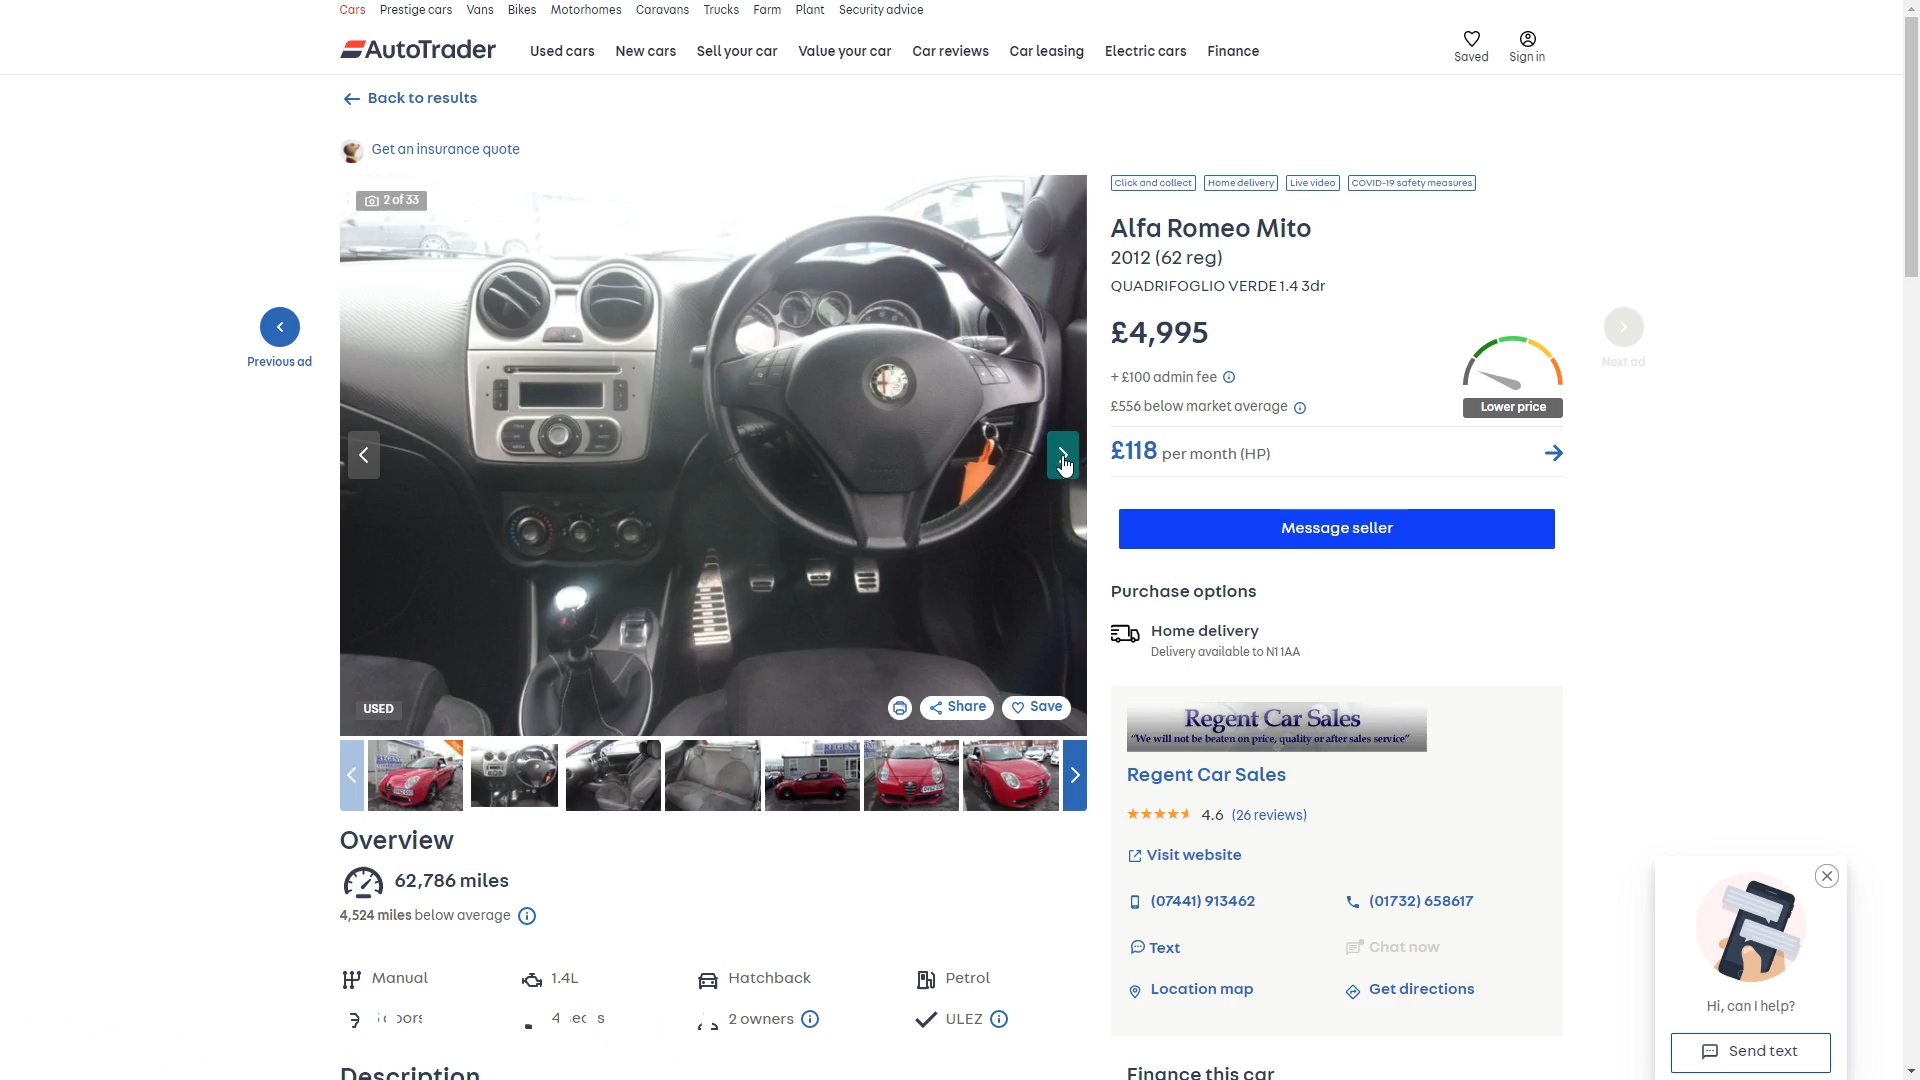 Cars Prestige cars Vans Bikes Motorhomes Caravans Trucks Farm Plant Security advice
AutoTrader Used cars New cars Sell your car Value your car Car reviews Car leasing Electric cars Finance Saved Sign in
Back to results
Get an insurance quote
2 of 33
USED
Share
Save
Previous ad
Next ad
Click and collect Home delivery Live video COVID-19 safety measures
Alfa Romeo Mito
2012 (62 reg)
QUADRIFOGLIO VERDE 1.4 3dr
£4,995
+ £100 admin fee
£556 below market average
Lower price
£118 per month (HP)
Message seller
Purchase options
Home delivery
Delivery available to N1 1AA
Regent Car Sales
"We will not be beaten on price, quality or after sales service"
Regent Car Sales
4.6 (26 reviews)
Visit website
(07441) 913462 (01732) 658617
Text Chat now
Location map Get directions
Overview
62,786 miles
4,524 miles below average
Manual 1.4L Hatchback Petrol
2 owners ULEZ
Description
Finance this car
Hi, can I help?
Send text